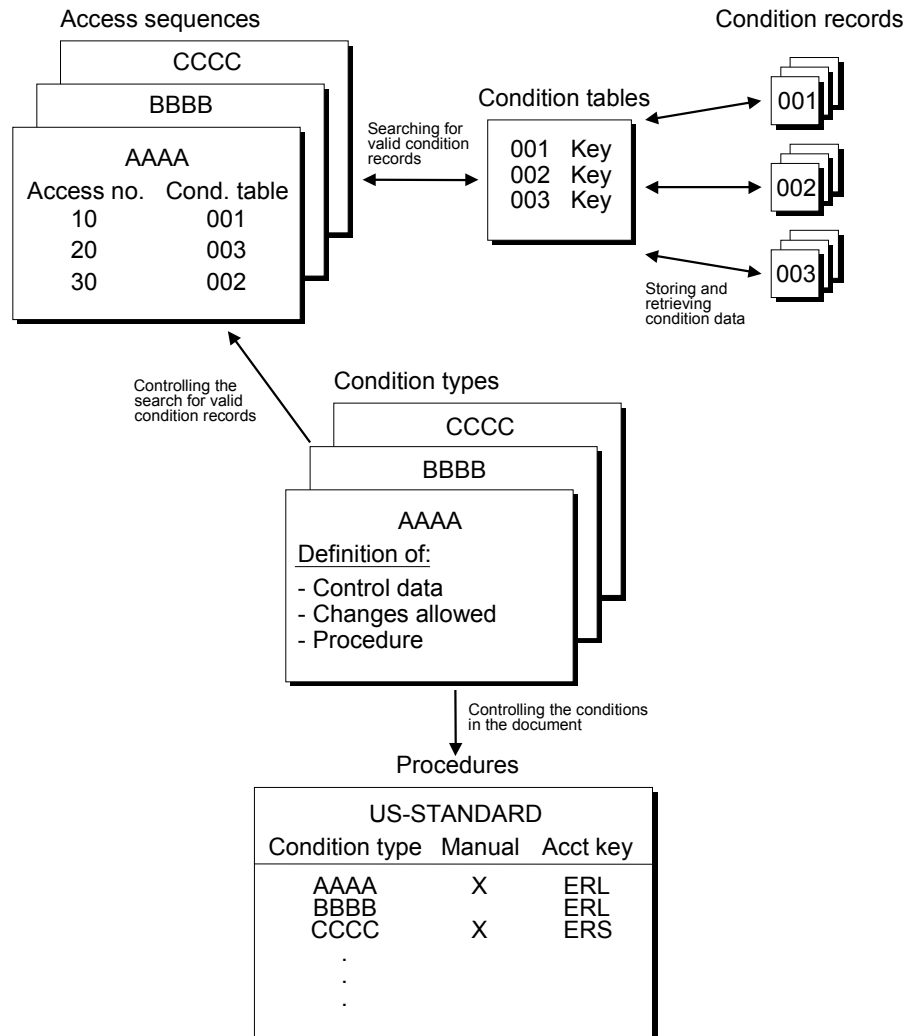 Access sequences
Condition records
CCCC
BBBB
AAAA
Access no. Cond. table
10 001
20 003
30 002
Searching for
valid condition
records
Condition tables
001 Key
002 Key
003 Key
001
002
003
Storing and
retrieving
condition data
Controlling the
search for valid
condition records
Condition types
CCCC
BBBB
AAAA
Definition of:
- Control data
- Changes allowed
- Procedure
Controlling the conditions
in the document
Procedures
US-STANDARD
Condition type Manual Acct key
AAAA X ERL
BBBB ERL
CCCC X ERS
.
.
.